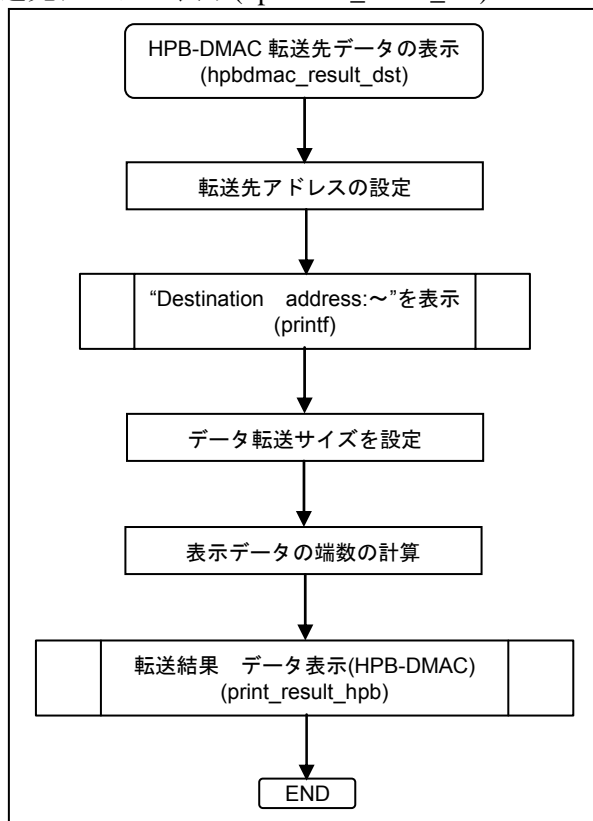 HPB-DMAC 転送先データの表示
(hpbdmac_result_dst)
転送先アドレスの設定
“Destination　address:～”を表示
(printf)
データ転送サイズを設定
表示データの端数の計算
転送結果　データ表示(HPB-DMAC)
(print_result_hpb)
END